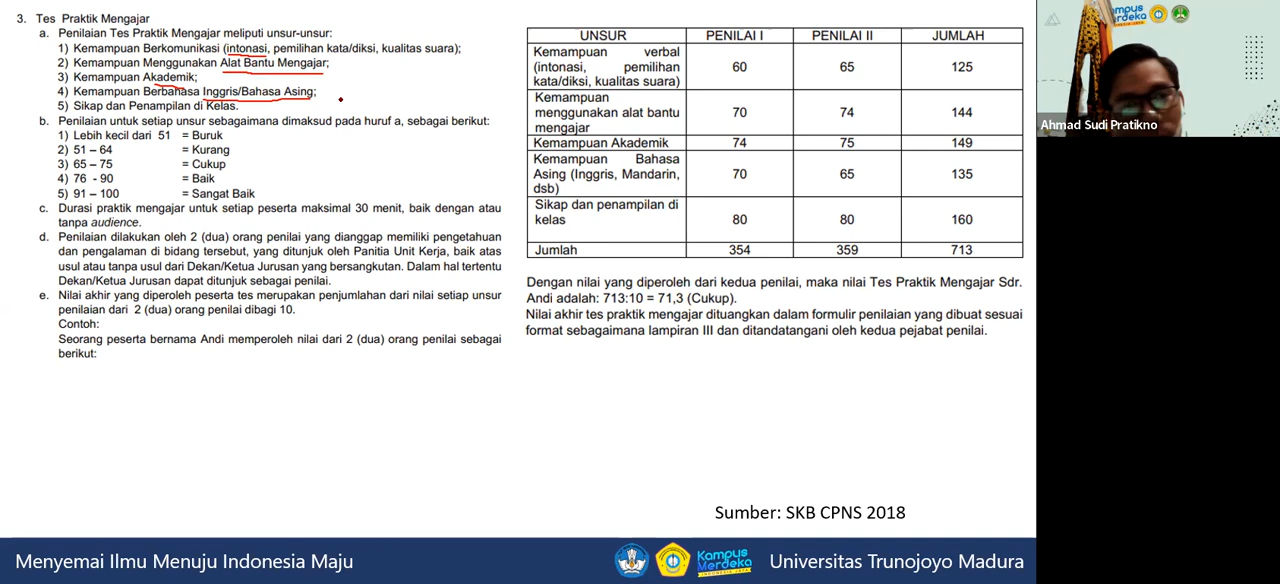 3. Tes Praktik Mengajar
a. Penilaian Tes Praktik Mengajar meliputi unsur-unsur:
1) Kemampuan Berkomunikasi (intonasi, pemilihan kata/diksi, kualitas suara);
2) Kemampuan Menggunakan Alat Bantu Mengajar;
3) Kemampuan Akademik;
4) Kemampuan Berbahasa Inggris/Bahasa Asing;
5) Sikap dan Penampilan di Kelas.
b. Penilaian untuk setiap unsur sebagaimana dimaksud pada huruf a, sebagai berikut:
1) Lebih kecil dari 51 = Buruk
2) 51 – 64 = Kurang
3) 65 – 75 = Cukup
4) 76 - 90 = Baik
5) 91 – 100 = Sangat Baik
c. Durasi praktik mengajar untuk setiap peserta maksimal 30 menit, baik dengan atau
tanpa audience.
d. Penilaian dilakukan oleh 2 (dua) orang penilai yang dianggap memiliki pengetahuan
dan pengalaman di bidang tersebut, yang ditunjuk oleh Panitia Unit Kerja, baik atas
usul atau tanpa usul dari Dekan/Ketua Jurusan yang bersangkutan. Dalam hal tertentu
Dekan/Ketua Jurusan dapat ditunjuk sebagai penilai.
e. Nilai akhir yang diperoleh peserta tes merupakan penjumlahan dari nilai setiap unsur
penilaian dari 2 (dua) orang penilai dibagi 10.
Contoh:
Seorang peserta bernama Andi memperoleh nilai dari 2 (dua) orang penilai sebagai
berikut:
UNSUR PENILAI I PENILAI II JUMLAH
Kemampuan verbal
(intonasi, pemilihan
kata/diksi, kualitas suara) 60 65 125
Kemampuan
menggunakan alat bantu
mengajar 70 74 144
Kemampuan Akademik 74 75 149
Kemampuan Bahasa
Asing (Inggris, Mandarin,
dsb) 70 65 135
Sikap dan penampilan di
kelas 80 80 160
Jumlah 354 359 713
Dengan nilai yang diperoleh dari kedua penilai, maka nilai Tes Praktik Mengajar Sdr.
Andi adalah: 713:10 = 71,3 (Cukup).
Nilai akhir tes praktik mengajar dituangkan dalam formulir penilaian yang dibuat sesuai
format sebagaimana lampiran III dan ditandatangani oleh kedua pejabat penilai.
Sumber: SKB CPNS 2018
Menyemai Ilmu Menuju Indonesia Maju
Kampus
Merdeka
INDONESIA JAYA
Universitas Trunojoyo Madura
Ahmad Sudi Pratikno